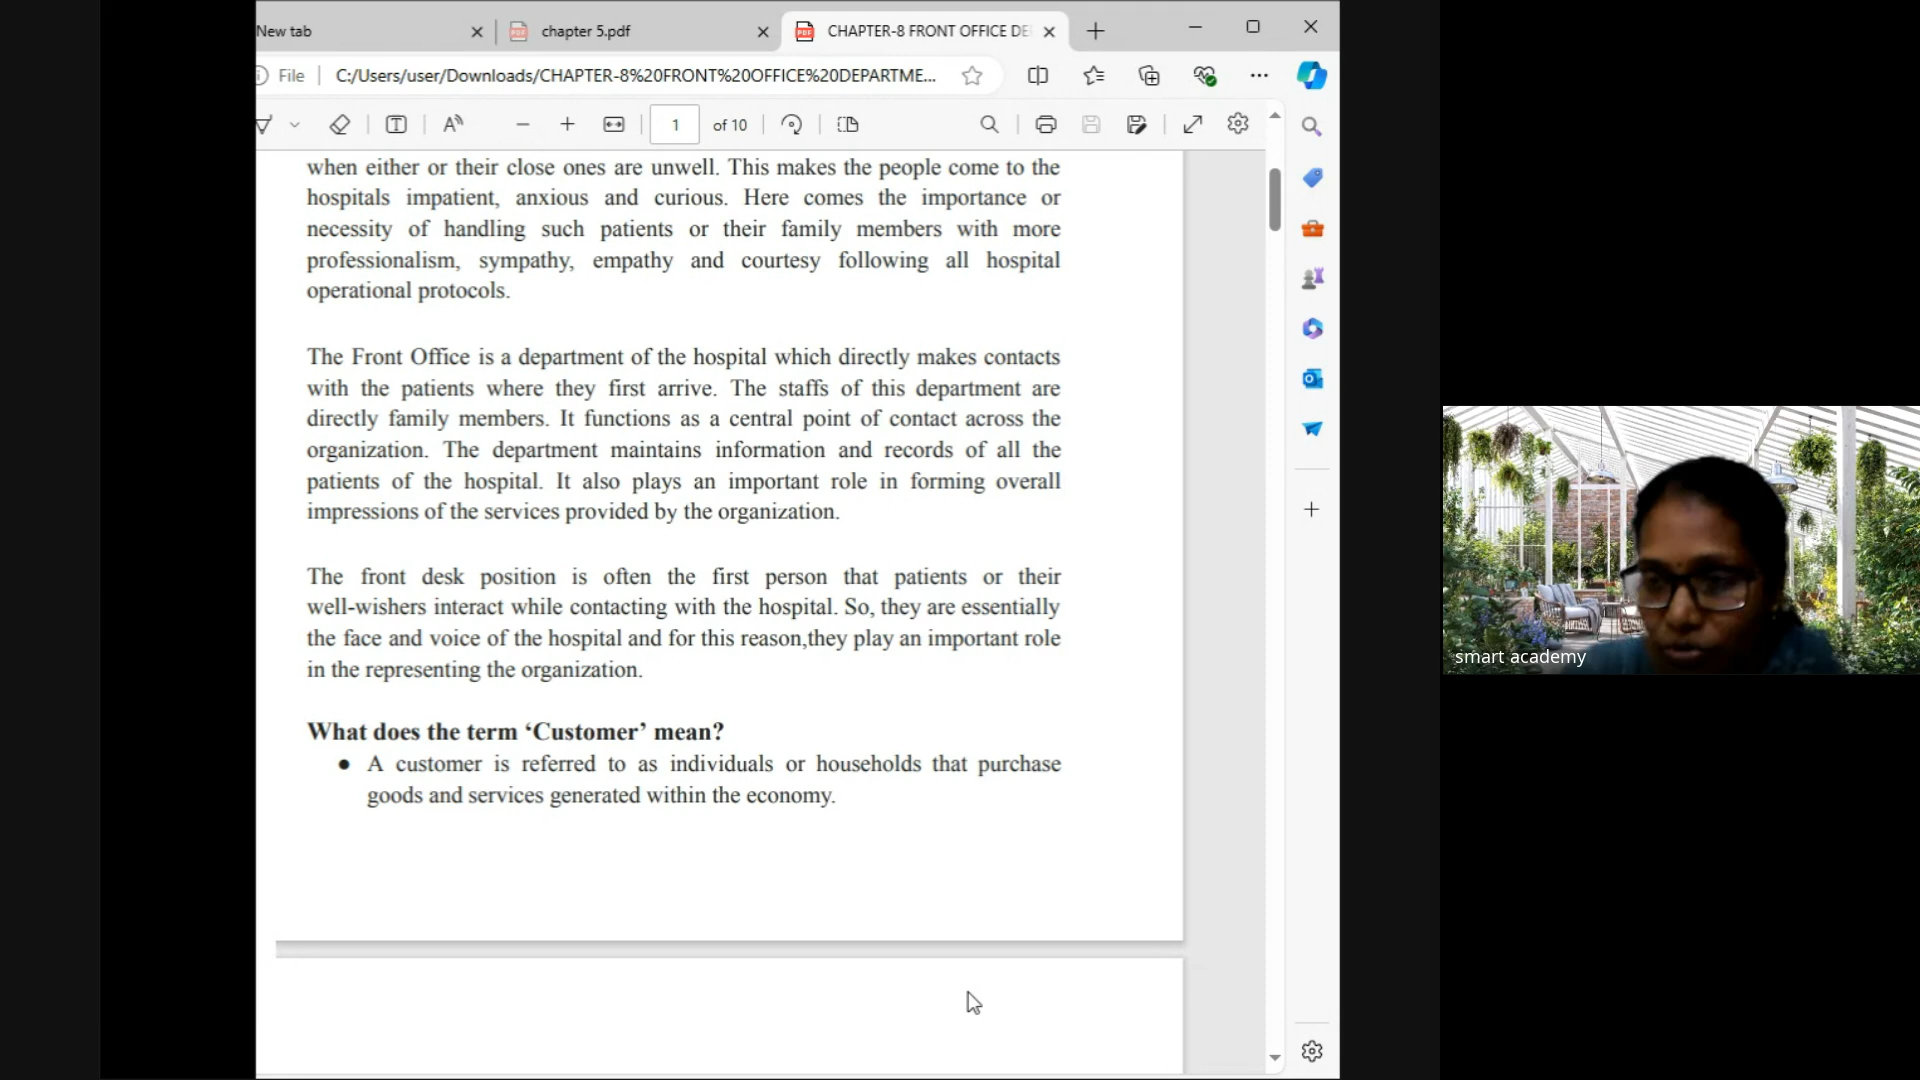 New tab
chapter 5.pdf
CHAPTER-8 FRONT OFFICE DE
File
C:/Users/user/Downloads/CHAPTER-8%20FRONT%20OFFICE%20DEPARTME...
1 of 10
when either or their close ones are unwell. This makes the people come to the
hospitals impatient, anxious and curious. Here comes the importance or
necessity of handling such patients or their family members with more
professionalism, sympathy, empathy and courtesy following all hospital
operational protocols.
The Front Office is a department of the hospital which directly makes contacts
with the patients where they first arrive. The staffs of this department are
directly family members. It functions as a central point of contact across the
organization. The department maintains information and records of all the
patients of the hospital. It also plays an important role in forming overall
impressions of the services provided by the organization.
The front desk position is often the first person that patients or their
well-wishers interact while contacting with the hospital. So, they are essentially
the face and voice of the hospital and for this reason,they play an important role
in the representing the organization.
What does the term ‘Customer’ mean?
● A customer is referred to as individuals or households that purchase
goods and services generated within the economy.
smart academy